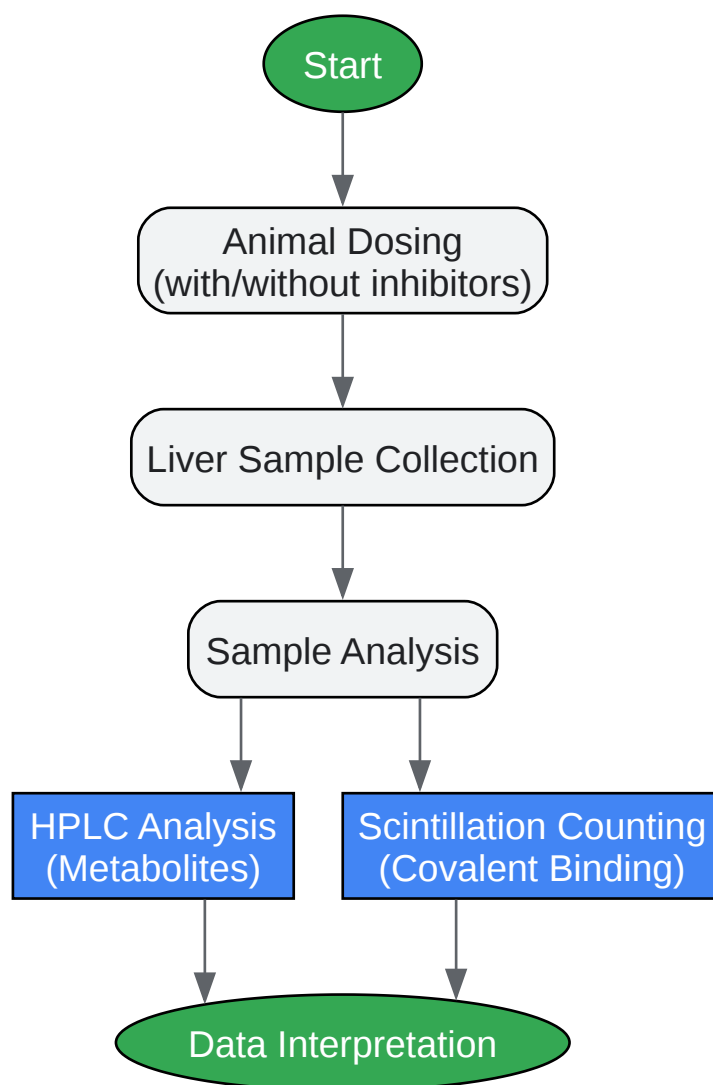 Start
Animal Dosing
(with/without inhibitors)
Liver Sample Collection
Sample Analysis
HPLC Analysis
(Metabolites)
Scintillation Counting
(Covalent Binding)
Data Interpretation